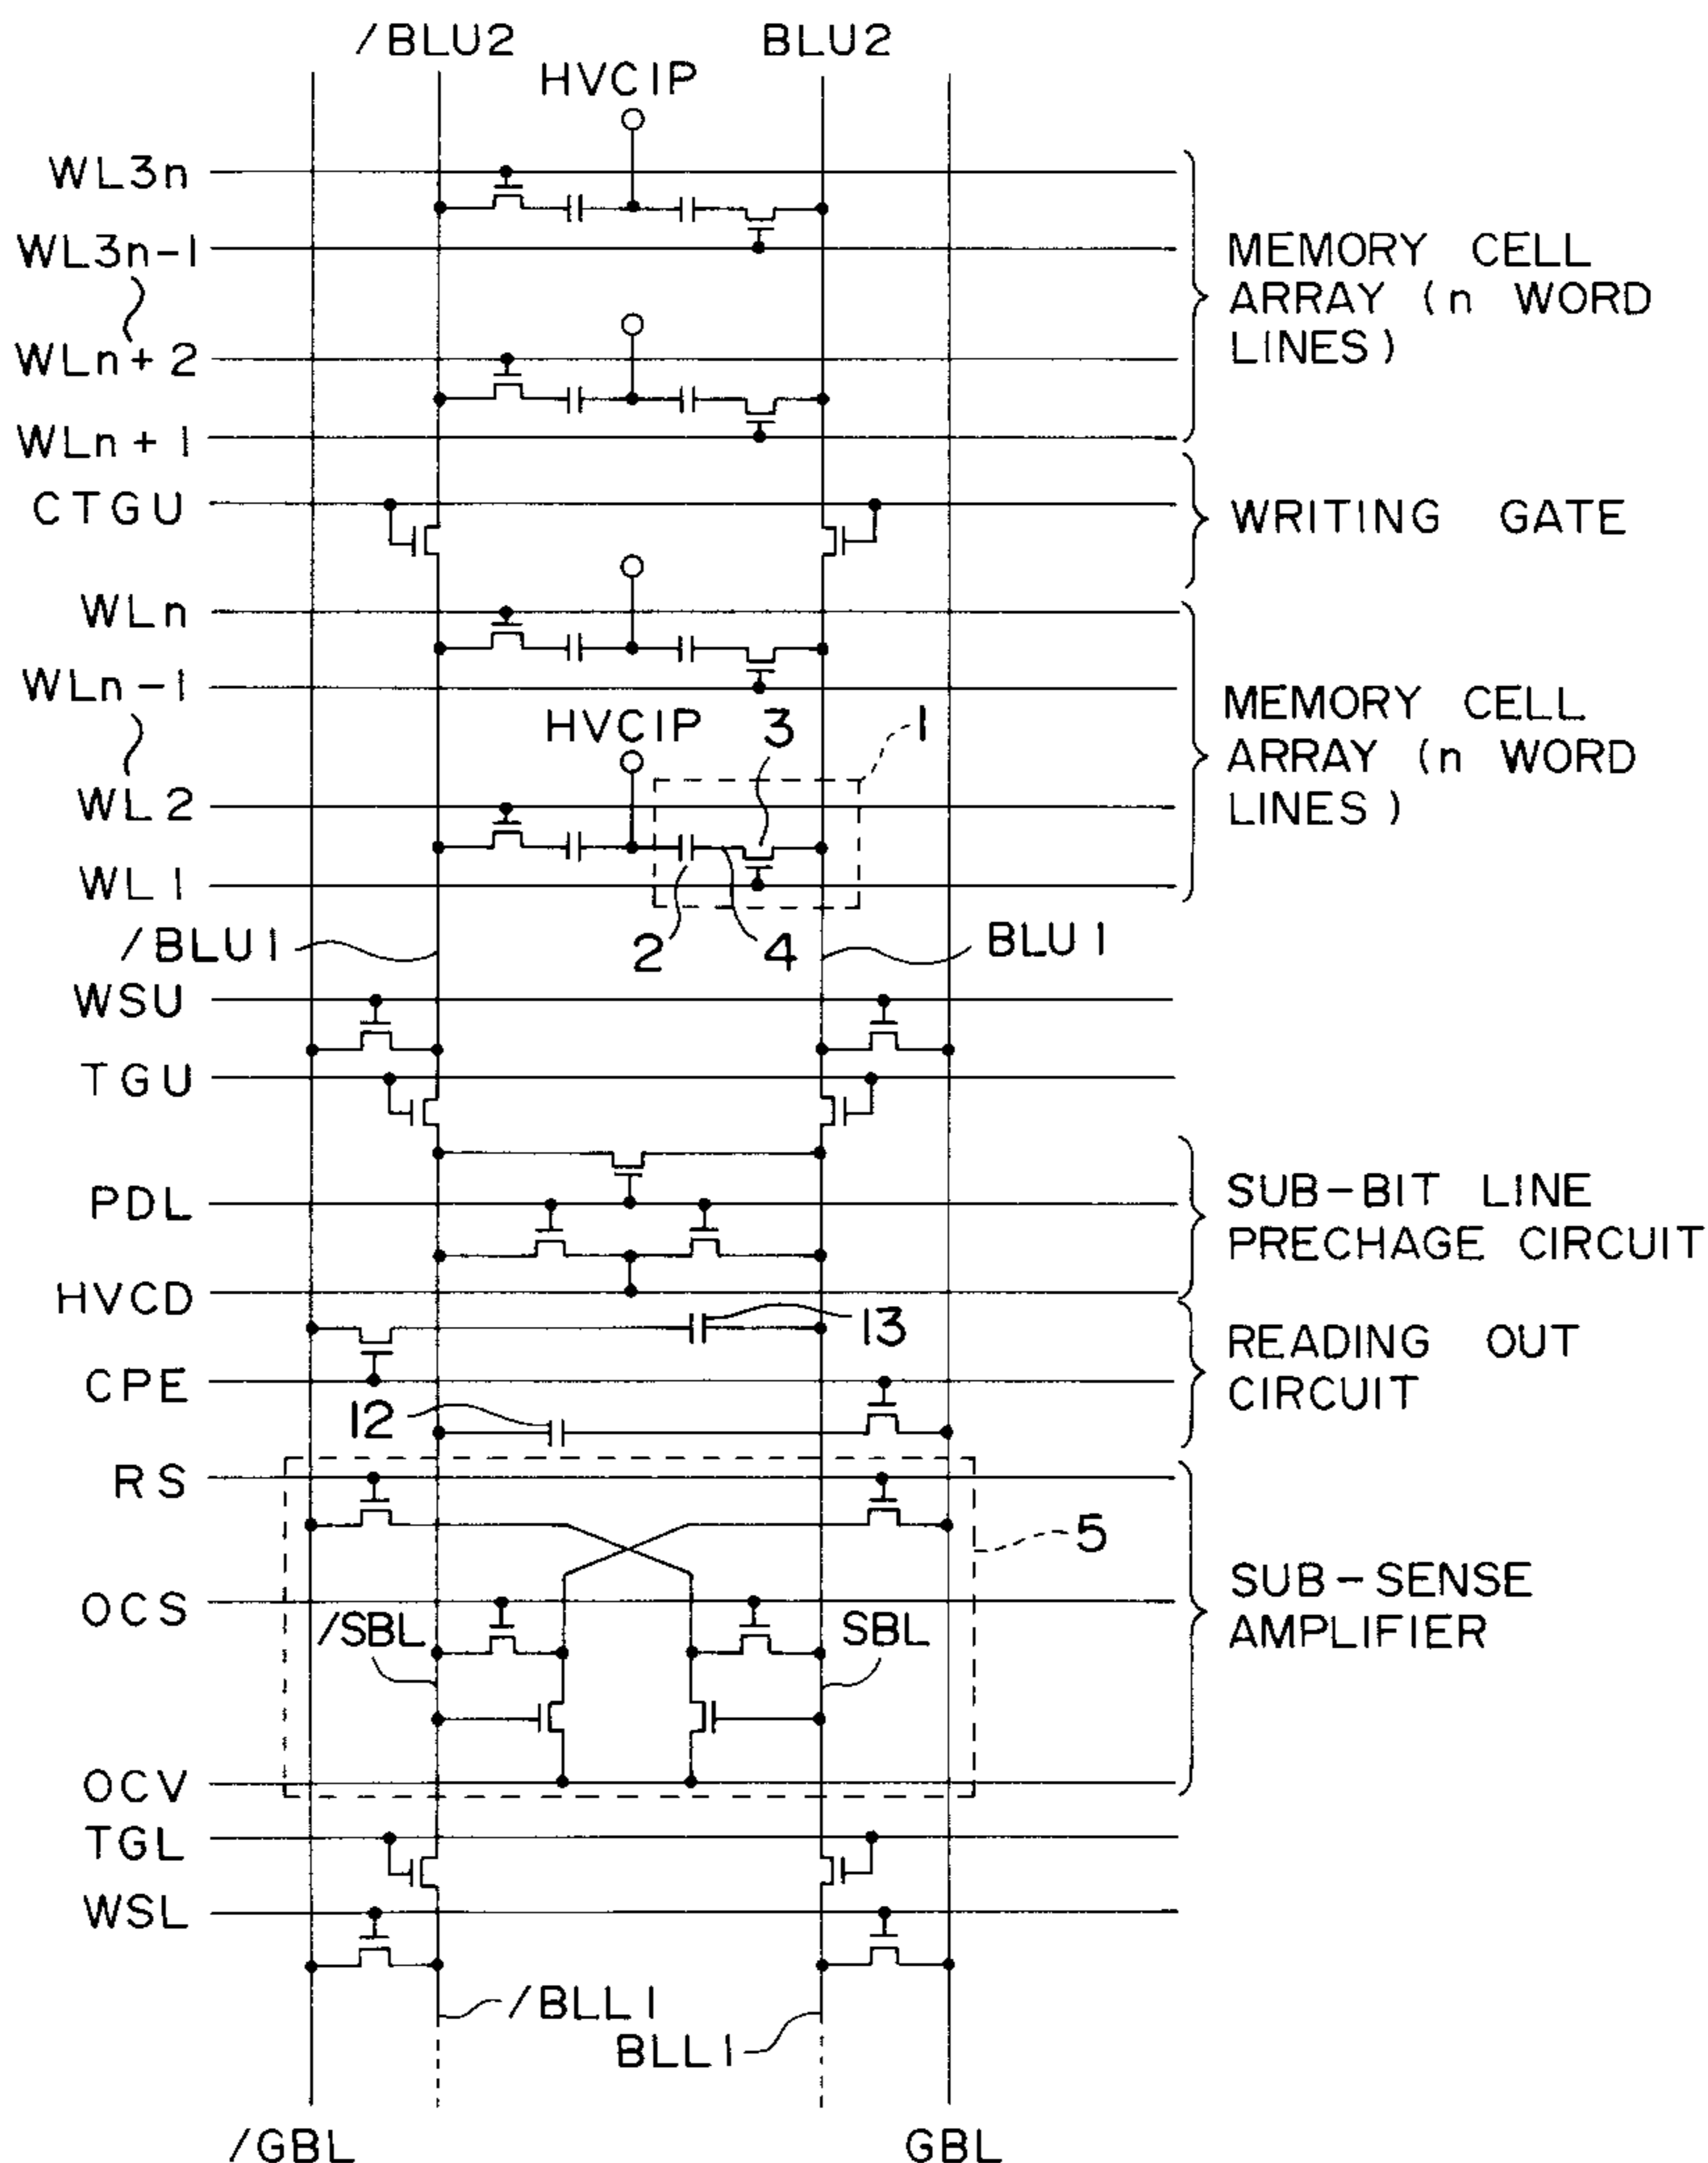 /BLU2 BLU2
HVCIP
WL3n
WL3n-1
MEMORY CELL
ARRAY (n WORD
LINES)
WLn+2
WLn+1
CTGU
WRITING GATE
WLn
WLn-1
MEMORY CELL
ARRAY (n WORD
LINES)
HVCIP 3 1
WL2
WL1
/BLU1 2 4 BLU1
WSU
TGU
PDL
SUB-BIT LINE
PRECHAGE CIRCUIT
HVCD
13
READING OUT
CIRCUIT
CPE
12
RS
5
OCS
/SBL SBL
SUB-SENSE
AMPLIFIER
OCV
TGL
WSL
/BLL1
BLL1
/GBL GBL